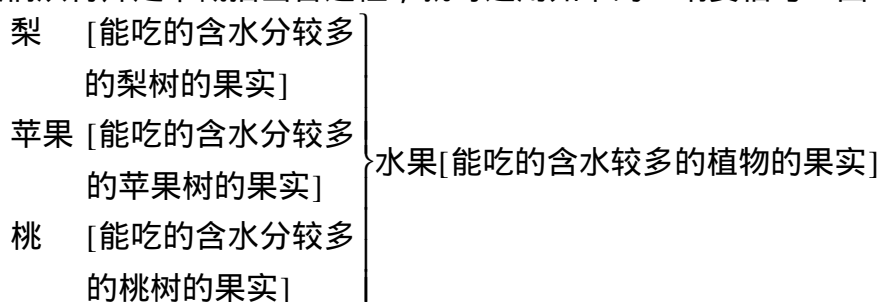 梨 [能吃的含水分较多
的梨树的果实]
苹果 [能吃的含水分较多
的苹果树的果实]
水果[能吃的含水较多的植物的果实]
桃 [能吃的含水分较多
的桃树的果实]